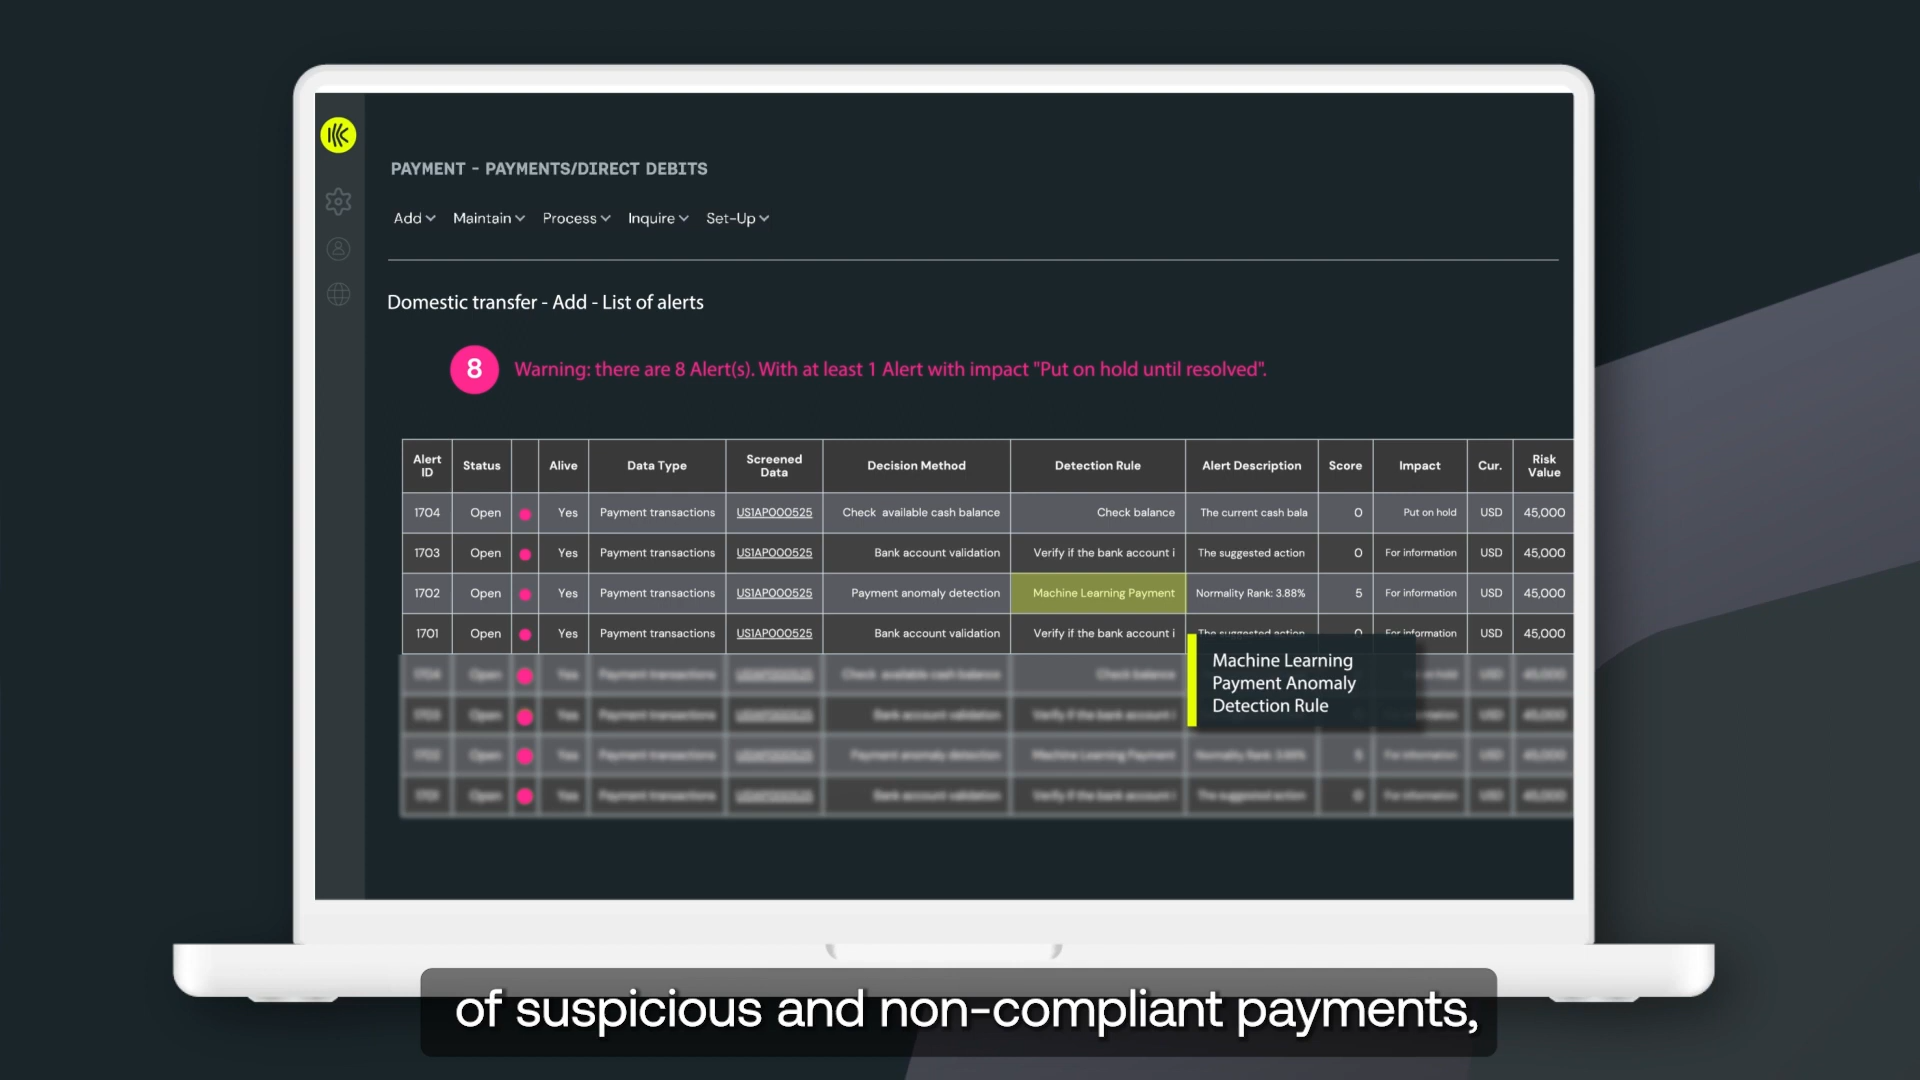 PAYMENT - PAYMENTS/DIRECT DEBITS
Add Maintain Process Inquire Set-Up
Domestic transfer - Add - List of alerts
8 Warning: there are 8 Alert(s). With at least 1 Alert with impact "Put on hold until resolved".
Alert ID Status Alive Data Type Screened Data Decision Method Detection Rule Alert Description Score Impact Cur. Risk Value
1704 Open Yes Payment transactions US1AP000525 Check available cash balance Check balance The current cash bala 0 Put on hold USD 45,000
1703 Open Yes Payment transactions US1AP000525 Bank account validation Verify if the bank account i The suggested action 0 For information USD 45,000
1702 Open Yes Payment transactions US1AP000525 Payment anomaly detection Machine Learning Payment Normality Rank: 3.88% 5 For information USD 45,000
1701 Open Yes Payment transactions US1AP000525 Bank account validation Verify if the bank account i The suggested action 0 For information USD 45,000
Machine Learning
Payment Anomaly
Detection Rule
of suspicious and non-compliant payments,